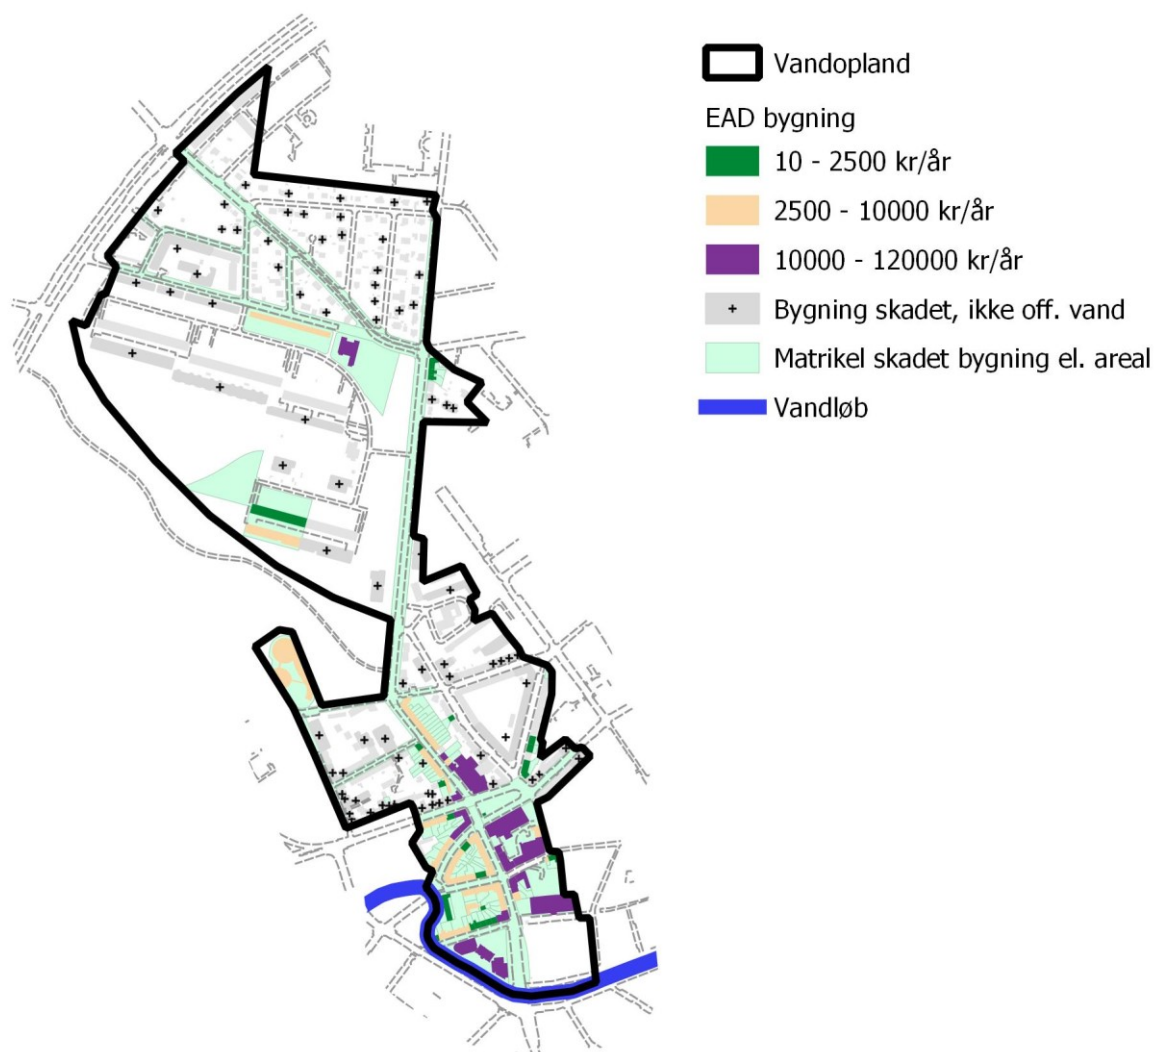 Vandopland
EAD bygning
10 - 2500 kr/år
2500 - 10000 kr/år
10000 - 120000 kr/år
Bygning skadet, ikke off. vand
Matrikel skadet bygning el. areal
Vandløb